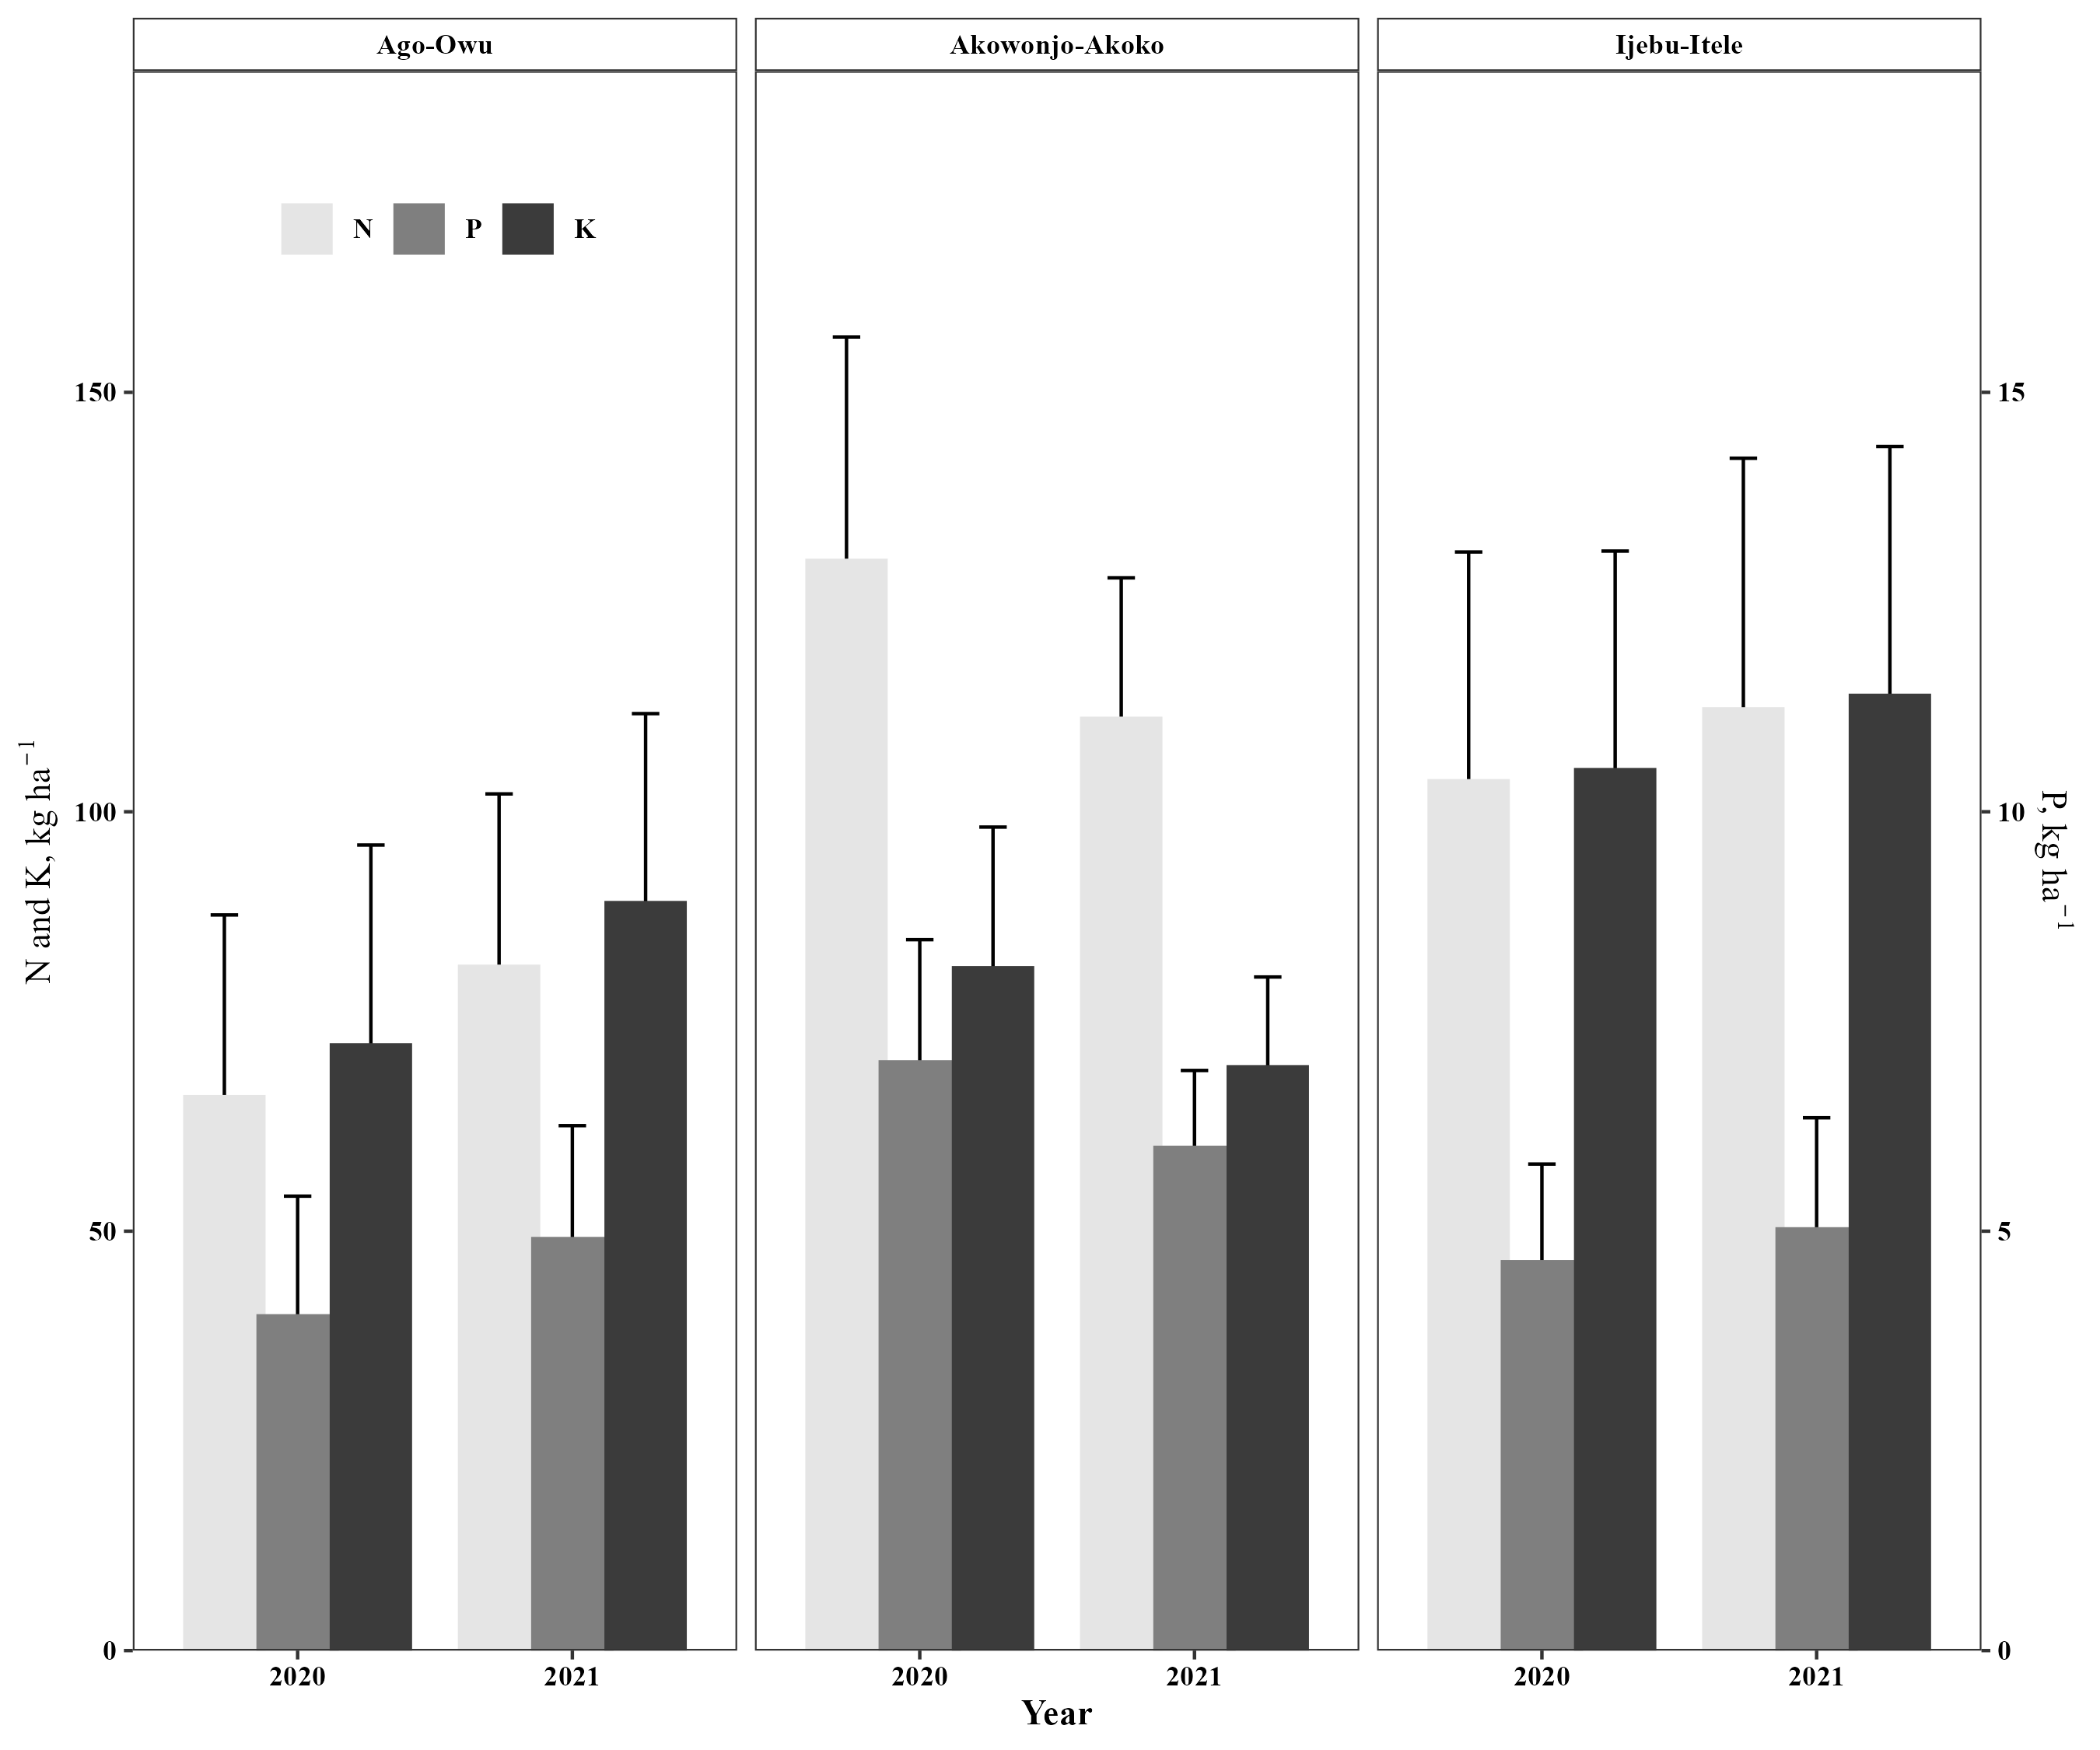 Ago-Owu
Akowonjo-Akoko
Ijebu-Itele
N P K
150
100
50
0
N and K, kg ha⁻¹
15
10
5
0
P, kg ha⁻¹
2020 2021
2020 2021
2020 2021
Year